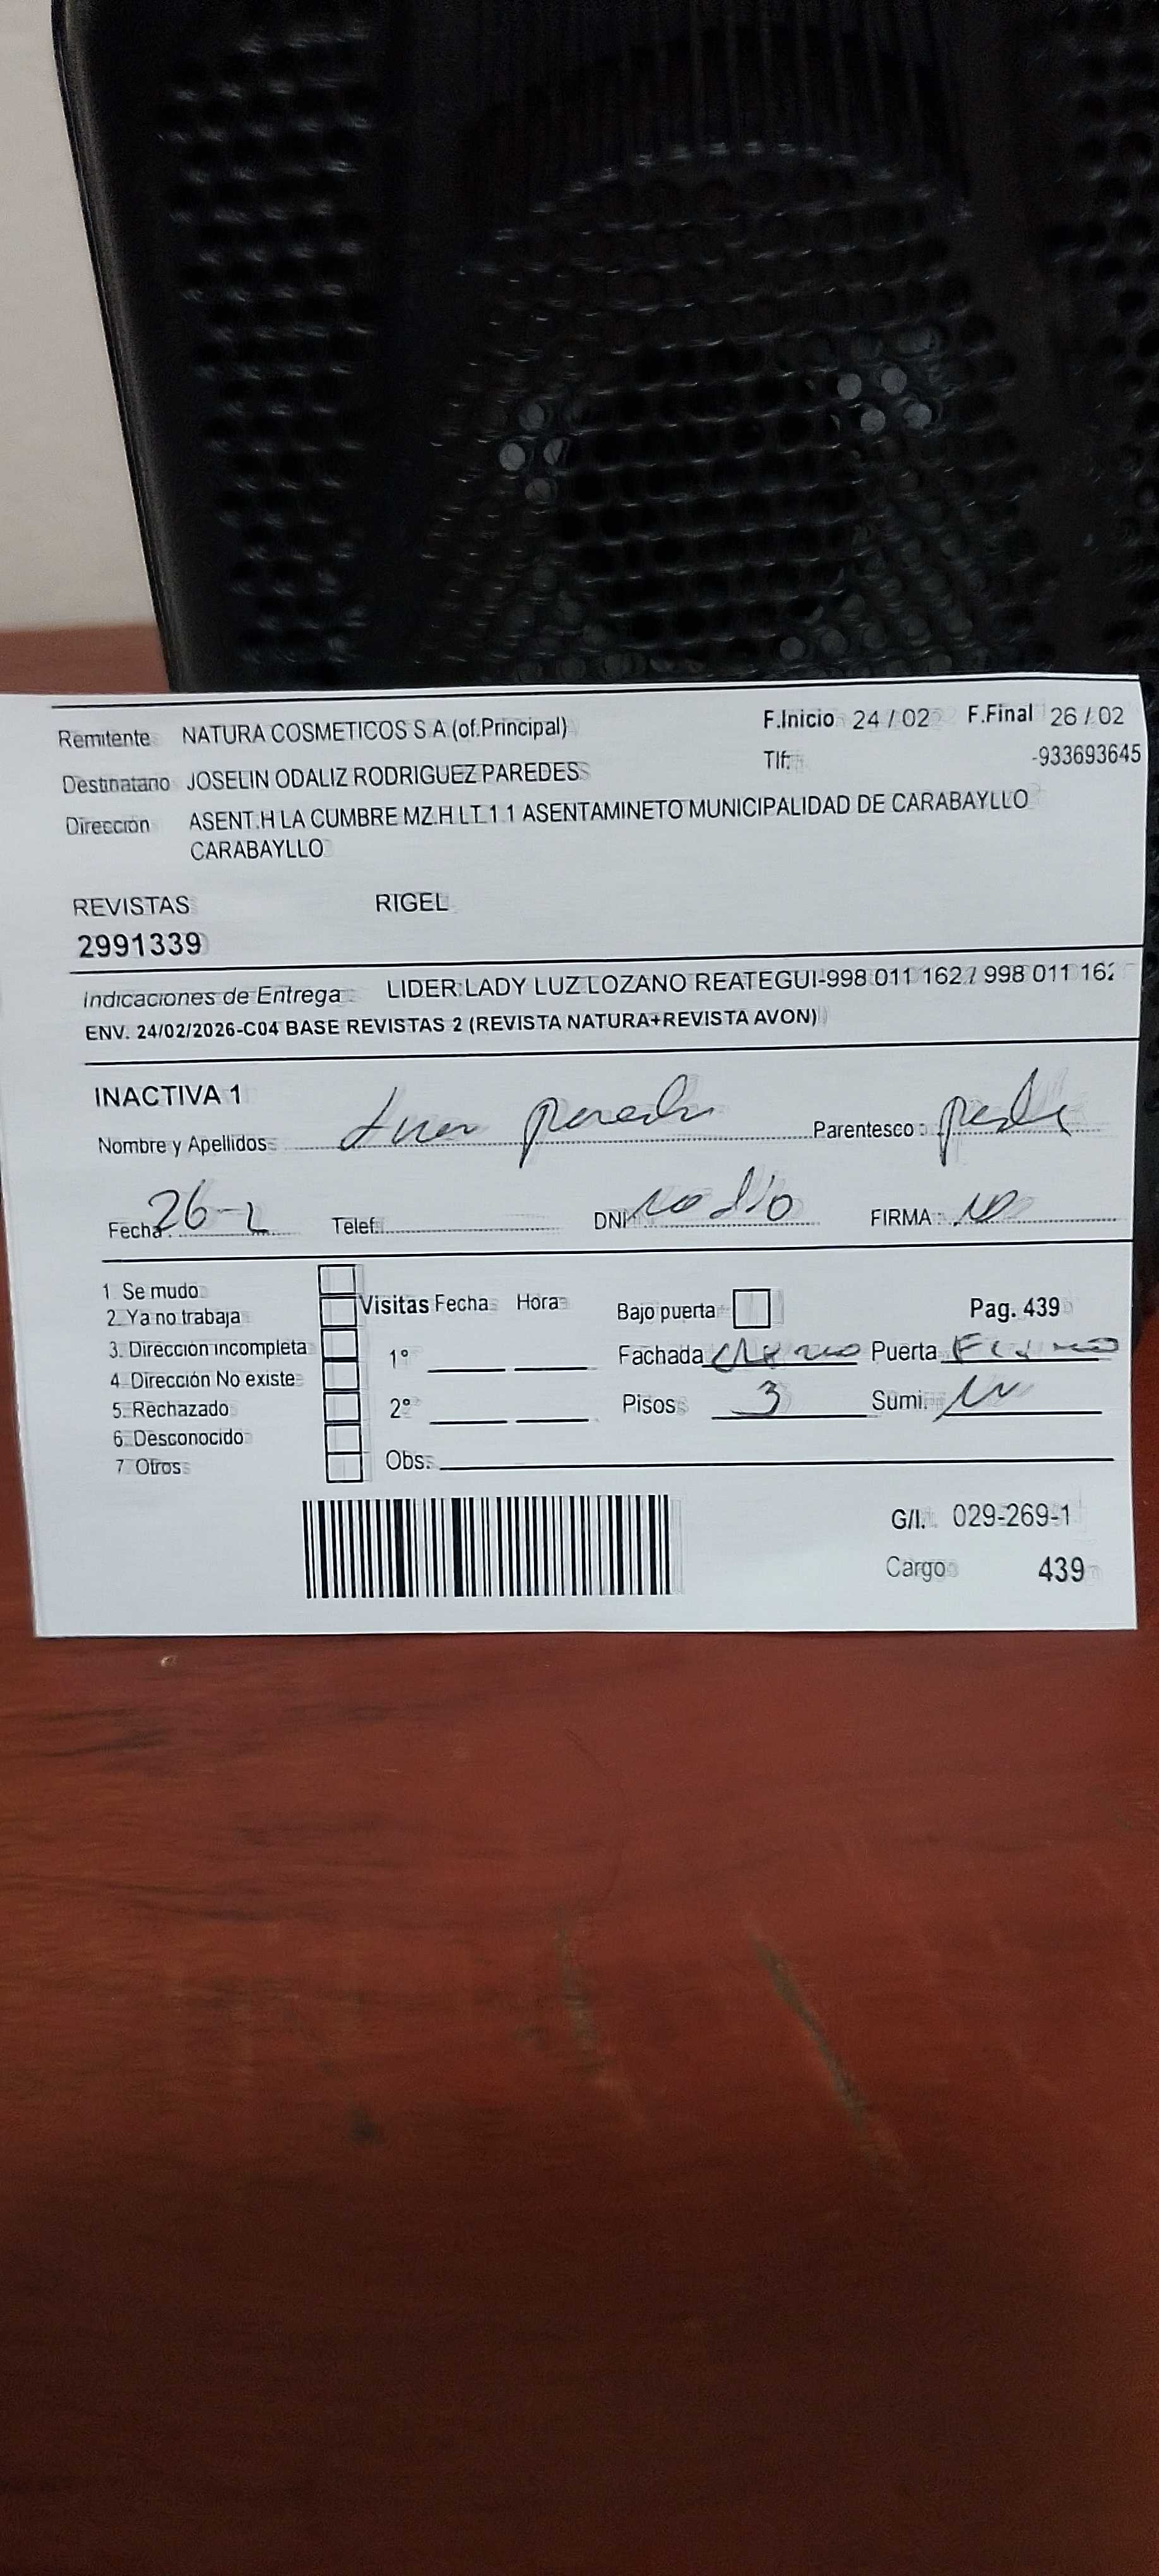 Remitente NATURA COSMETICOS S.A.(of.Principal) F.Inicio 24 / 02 F.Final 26 / 02
Destinatario JOSELIN ODALIZ RODRIGUEZ PAREDES Tlf: -933693645
Dirección ASENT.H LA CUMBRE MZ.H LT.1 1 ASENTAMINETO MUNICIPALIDAD DE CARABAYLLO
CARABAYLLO
REVISTAS RIGEL
2991339
Indicaciones de Entrega LIDER:LADY LUZ LOZANO REATEGUI-998 011 162 / 998 011 162
ENV. 24/02/2026-C04 BASE REVISTAS 2 (REVISTA NATURA+REVISTA AVON)
INACTIVA 1
Nombre y Apellidos Parentesco :
Fecha: 26-2 Telef. DNI no dio FIRMA: no
1. Se mudo
2. Ya no trabaja Visitas Fecha Hora Bajo puerta Pag. 439
3. Dirección incompleta 1° Fachada Puerta Fierro
4. Dirección No existe
5. Rechazado 2° Pisos 3 Sumi.
6. Desconocido
7. Otros Obs.
G/I. 029-269-1
Cargo 439